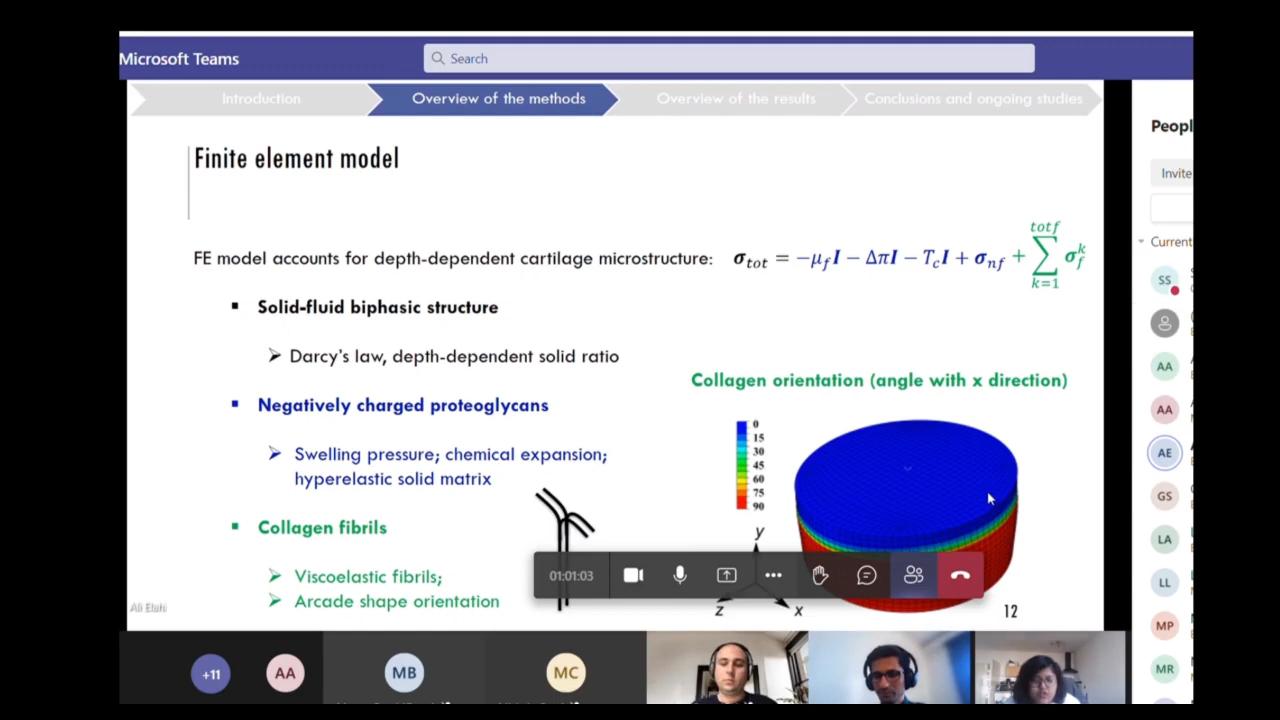 Microsoft Teams
Search
Introduction
Overview of the methods
Overview of the results
Conclusions and ongoing studies
Peopl
Finite element model
Invite
FE model accounts for depth-dependent cartilage microstructure: σ_tot = −μ_f I − Δπ I − T_c I + σ_nf + ∑_{k=1}^{totf} σ_f^k
Current
▪ Solid-fluid biphasic structure
➢ Darcy's law, depth-dependent solid ratio
▪ Negatively charged proteoglycans
➢ Swelling pressure; chemical expansion;
hyperelastic solid matrix
▪ Collagen fibrils
➢ Viscoelastic fibrils;
➢ Arcade shape orientation
Collagen orientation (angle with x direction)
0
15
30
45
60
75
90
y
z
x
01:01:03
12
Ali Elahi
SS
AA
AA
AE
GS
LA
LL
MP
MR
+11
AA
MB
MC